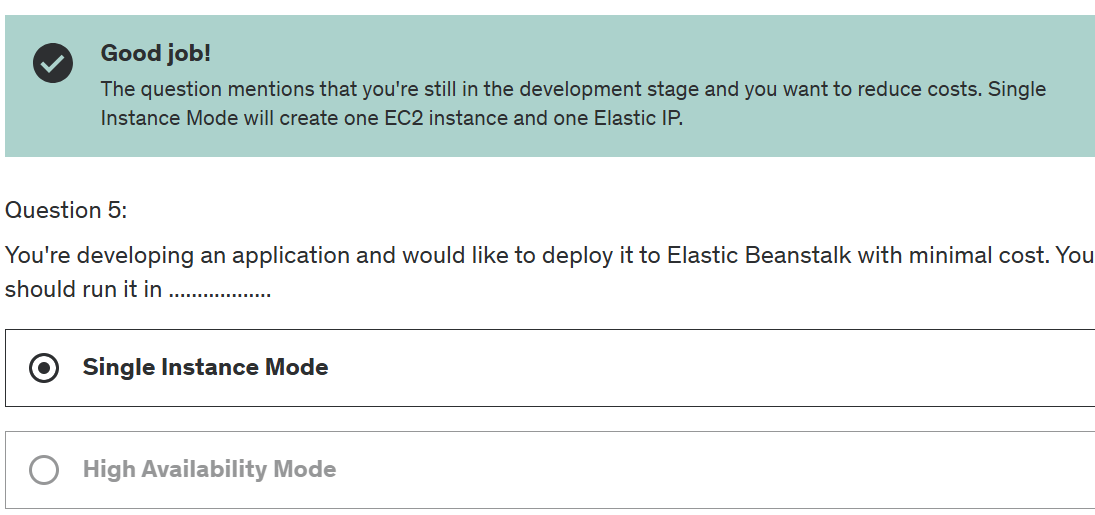 Good job!
The question mentions that you're still in the development stage and you want to reduce costs. Single
Instance Mode will create one EC2 instance and one Elastic IP.
Question 5:
You're developing an application and would like to deploy it to Elastic Beanstalk with minimal cost. You
should run it in ..................
Single Instance Mode
High Availability Mode